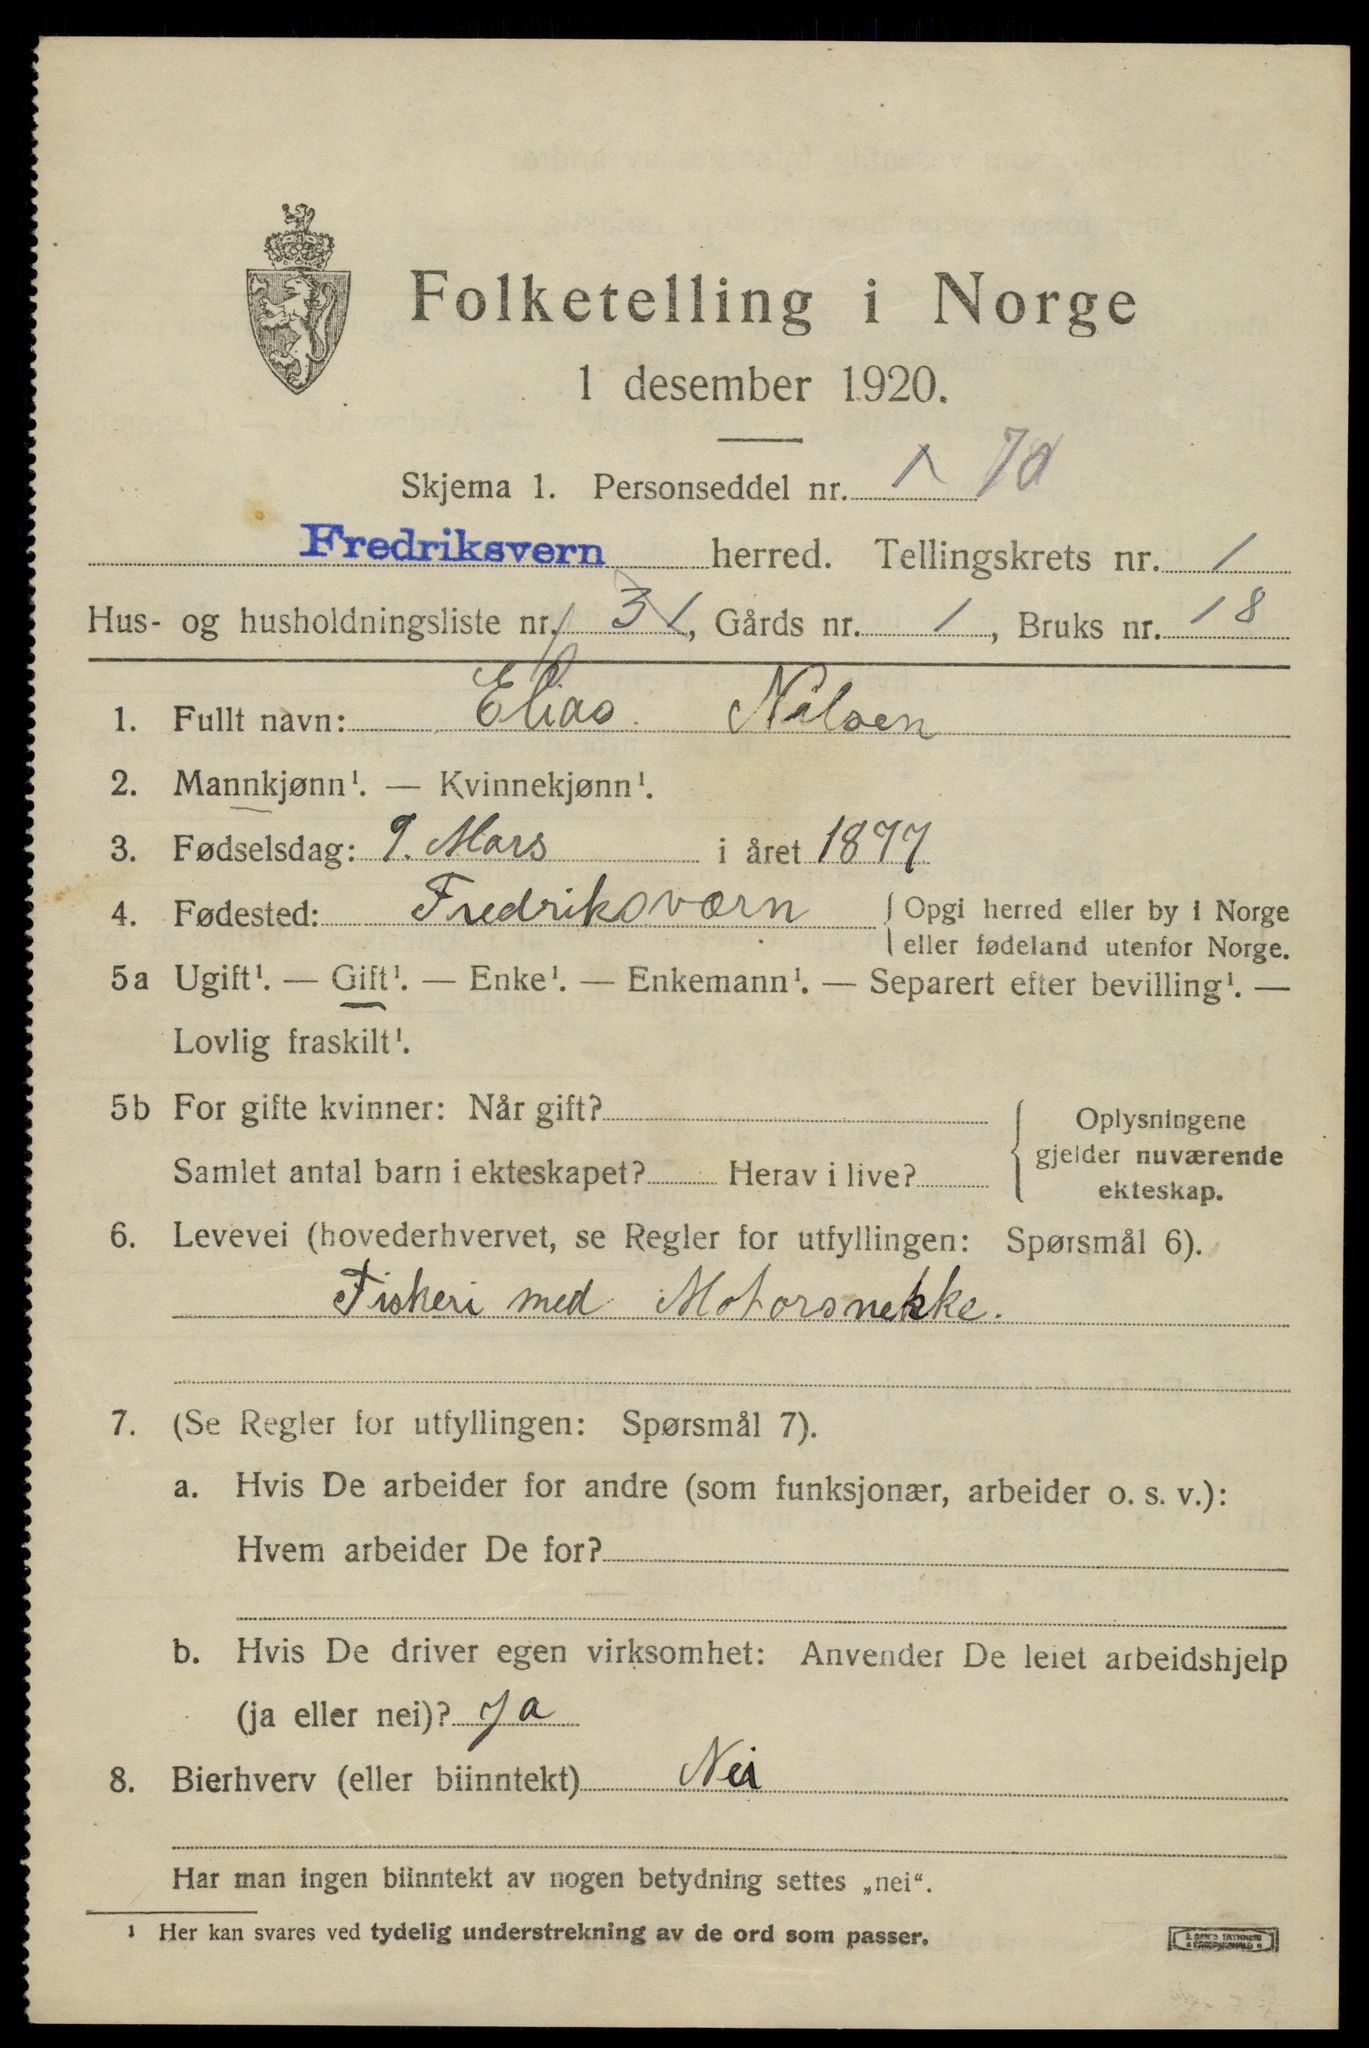 Folketelling i Norge
1 desember 1920.
Skjema 1. Personseddel nr. 1 70
Fredriksvern herred. Tellingskrets nr. 1
Hus- og husholdningsliste nr. 31, Gårds nr. 1, Bruks nr. 18
1. Fullt navn: Elias Nilsen
2. Mannkjønn¹. — Kvinnekjønn¹.
3. Fødselsdag: 9. Mars i året 1877
4. Fødested: Fredriksværn { Opgi herred eller by i Norge
eller fødeland utenfor Norge.
5a Ugift¹. — Gift¹. — Enke¹. — Enkemann¹. — Separert efter bevilling¹. —
Lovlig fraskilt¹.
5b For gifte kvinner: Når gift?
Samlet antal barn i ekteskapet? Herav i live?
Oplysningene
gjelder nuværende
ekteskap.
6. Levevei (hovederhvervet, se Regler for utfyllingen: Spørsmål 6).
Fiskeri med Motorsnekke.
7. (Se Regler for utfyllingen: Spørsmål 7).
a. Hvis De arbeider for andre (som funksjonær, arbeider o. s. v.):
Hvem arbeider De for?
b. Hvis De driver egen virksomhet: Anvender De leiet arbeidshjelp
(ja eller nei)? Ja
8. Bierhverv (eller biinntekt) Nei
Har man ingen biinntekt av nogen betydning settes „nei“.
¹ Her kan svares ved tydelig understrekning av de ord som passer.